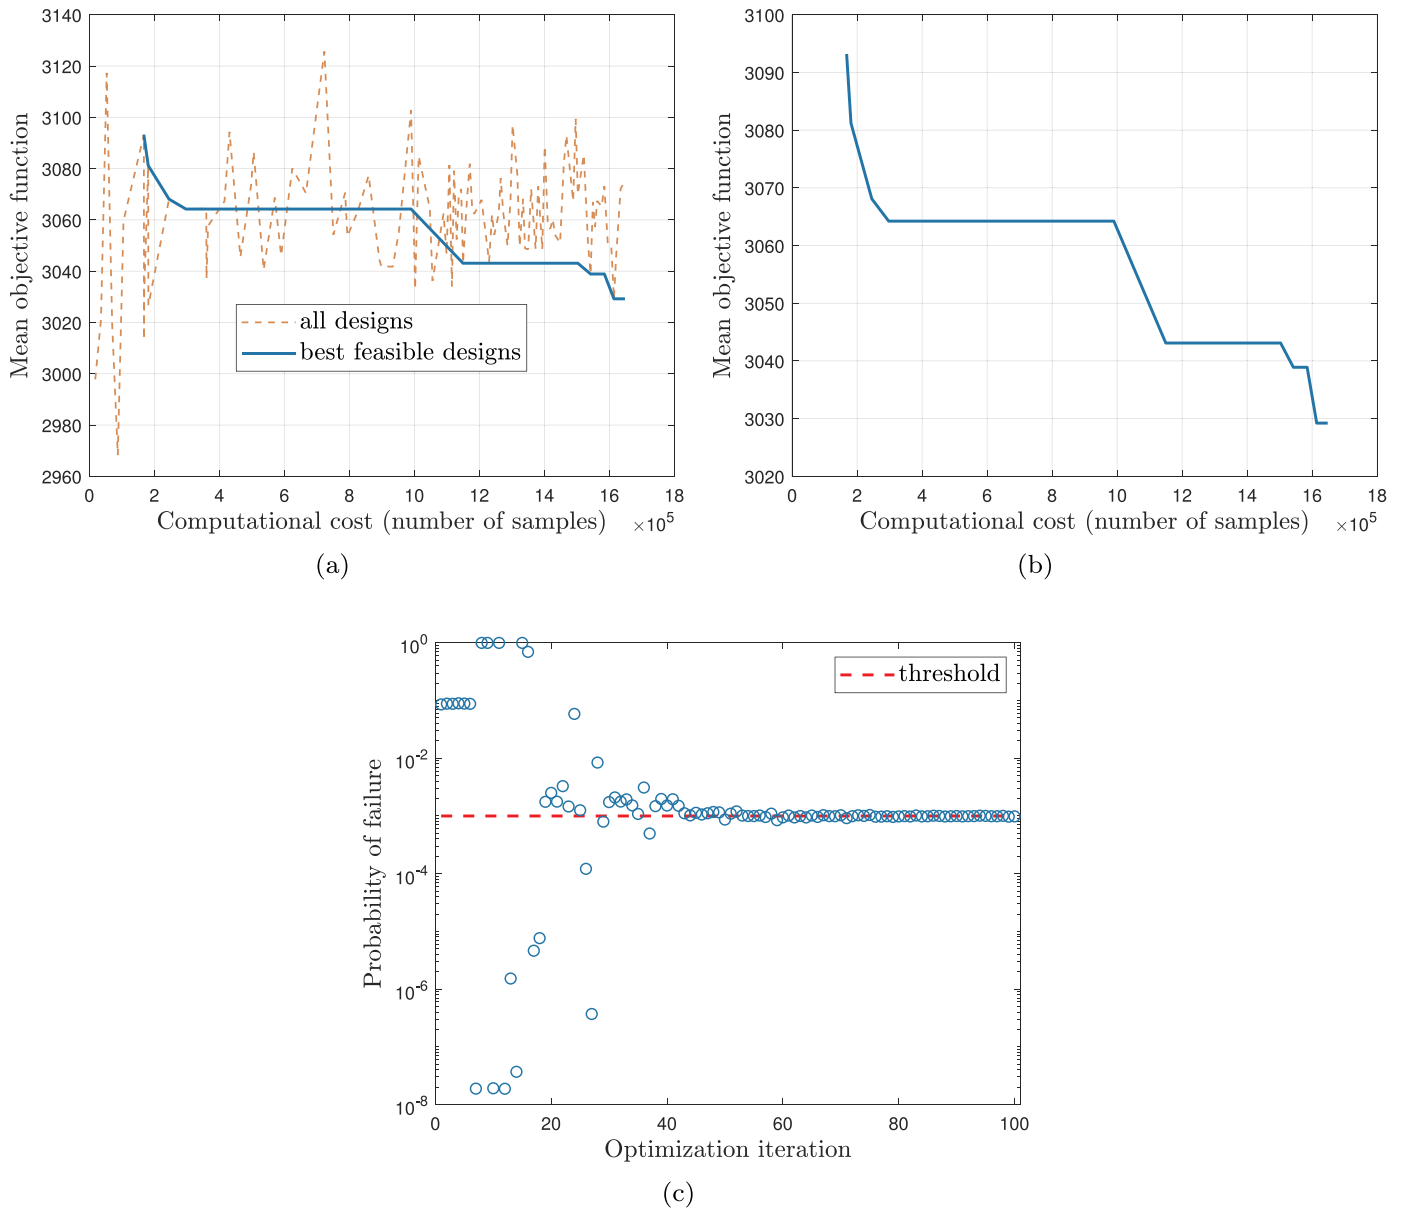 3140
3120
3100
3080
3060
3040
3020
3000
2980
2960
Mean objective function
all designs
best feasible designs
0 2 4 6 8 10 12 14 16 18
Computational cost (number of samples) ×10^5
(a)
3100
3090
3080
3070
3060
3050
3040
3030
3020
Mean objective function
0 2 4 6 8 10 12 14 16 18
Computational cost (number of samples) ×10^5
(b)
10^0
10^-2
10^-4
10^-6
10^-8
Probability of failure
threshold
0 20 40 60 80 100
Optimization iteration
(c)